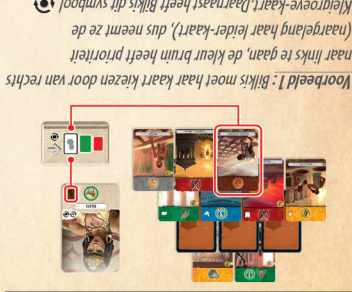 BILKIS
Voorbeeld 1: Bilkis moet haar kaart kiezen door van rechts
naar links te gaan, de kleur bruin heeft prioriteit
(naargelang haar leider-kaart), dus neemt ze de
Kleigroeve-kaart. Daarnaast heeft Bilkis dit symbool